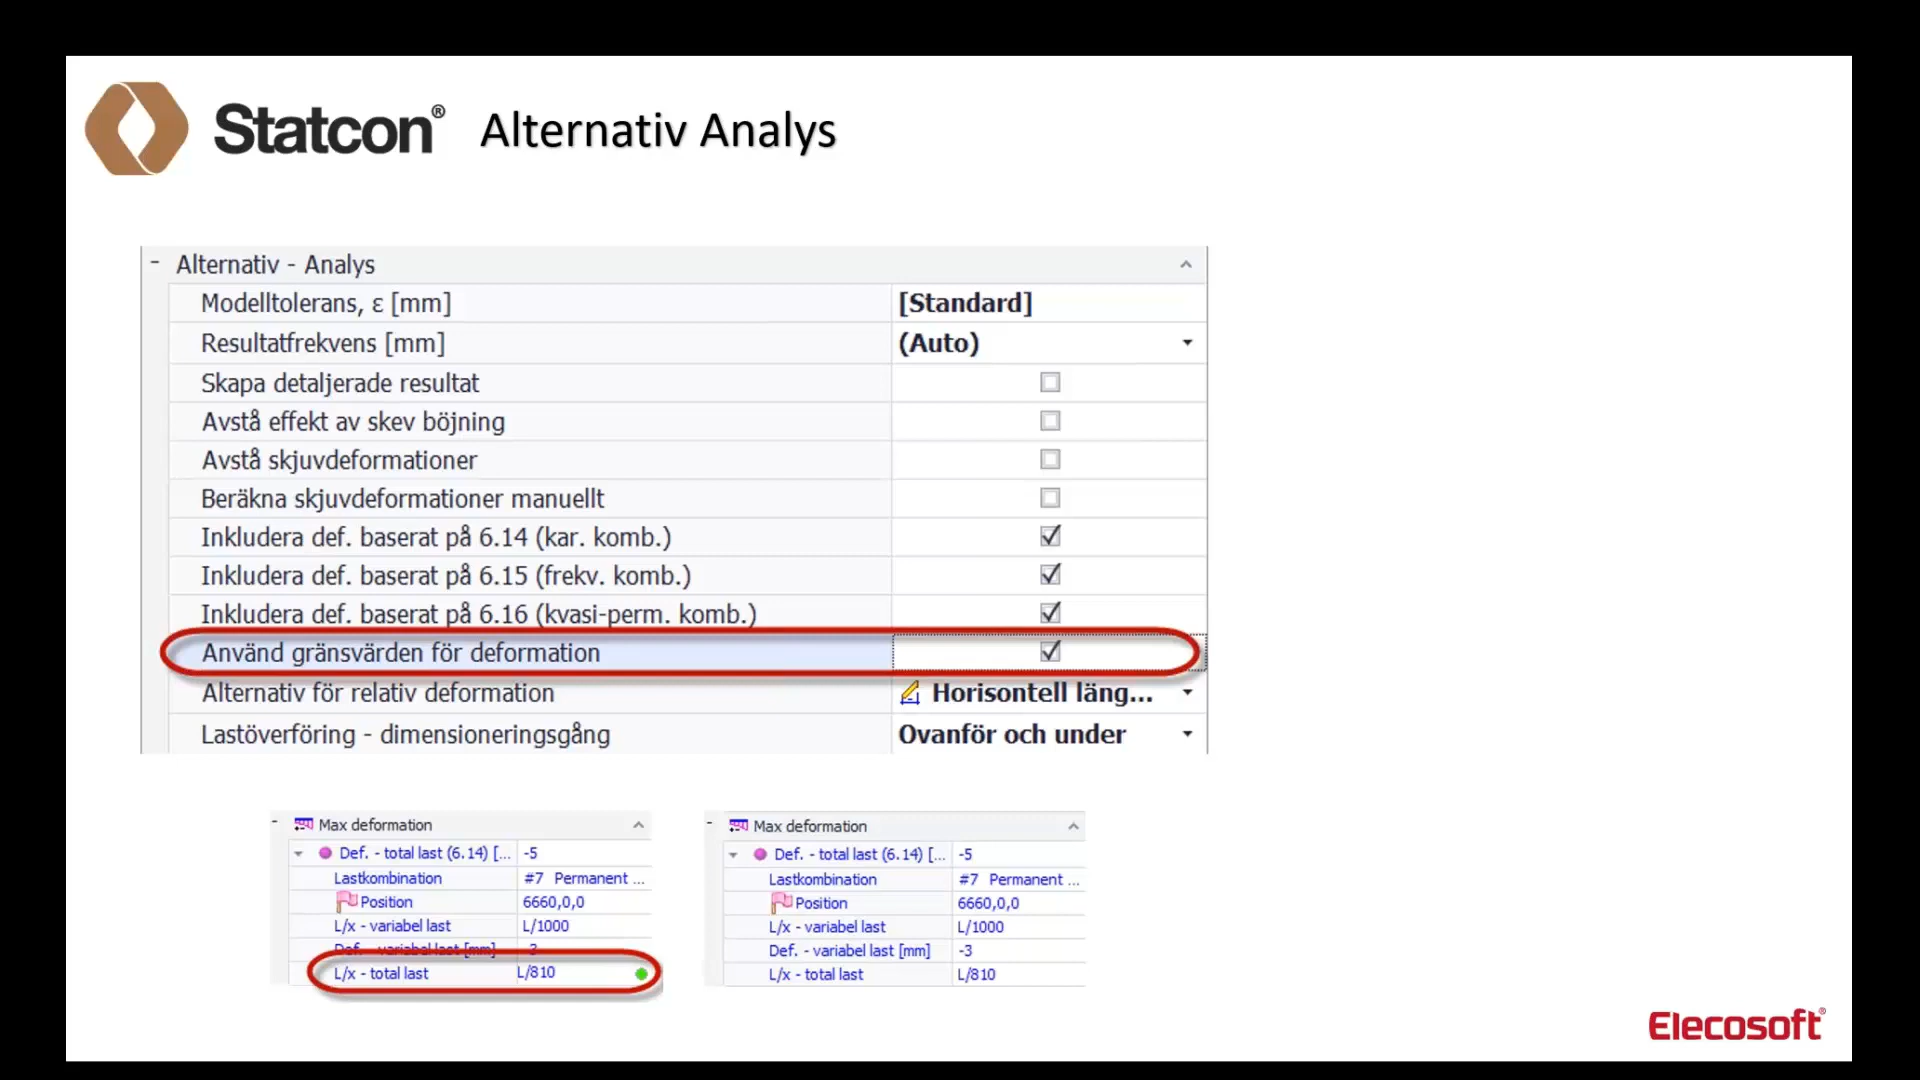 Statcon® Alternativ Analys
- Alternativ - Analys
Modelltolerans, ε [mm] [Standard]
Resultatfrekvens [mm] (Auto)
Skapa detaljerade resultat
Avstå effekt av skev böjning
Avstå skjuvdeformationer
Beräkna skjuvdeformationer manuellt
Inkludera def. baserat på 6.14 (kar. komb.)
Inkludera def. baserat på 6.15 (frekv. komb.)
Inkludera def. baserat på 6.16 (kvasi-perm. komb.)
Använd gränsvärden för deformation
Alternativ för relativ deformation Horisontell läng...
Lastöverföring - dimensioneringsgång Ovanför och under
- Max deformation
Def. - total last (6.14) [... -5
Lastkombination #7 Permanent ...
Position 6660,0,0
L/x - variabel last L/1000
Def. - variabel last [mm] -3
L/x - total last L/810
- Max deformation
Def. - total last (6.14) [... -5
Lastkombination #7 Permanent ...
Position 6660,0,0
L/x - variabel last L/1000
Def. - variabel last [mm] -3
L/x - total last L/810
Elecosoft®